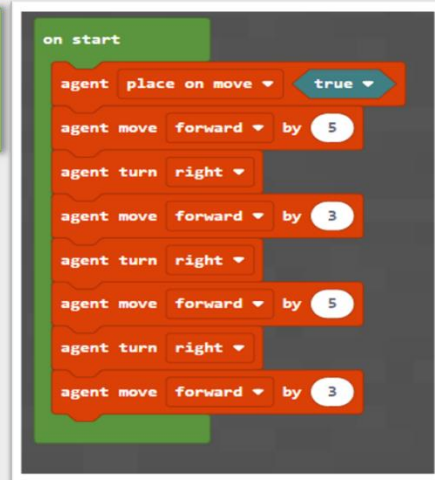 on start
agent place on move true
agent move forward by 5
agent turn right
agent move forward by 3
agent turn right
agent move forward by 5
agent turn right
agent move forward by 3